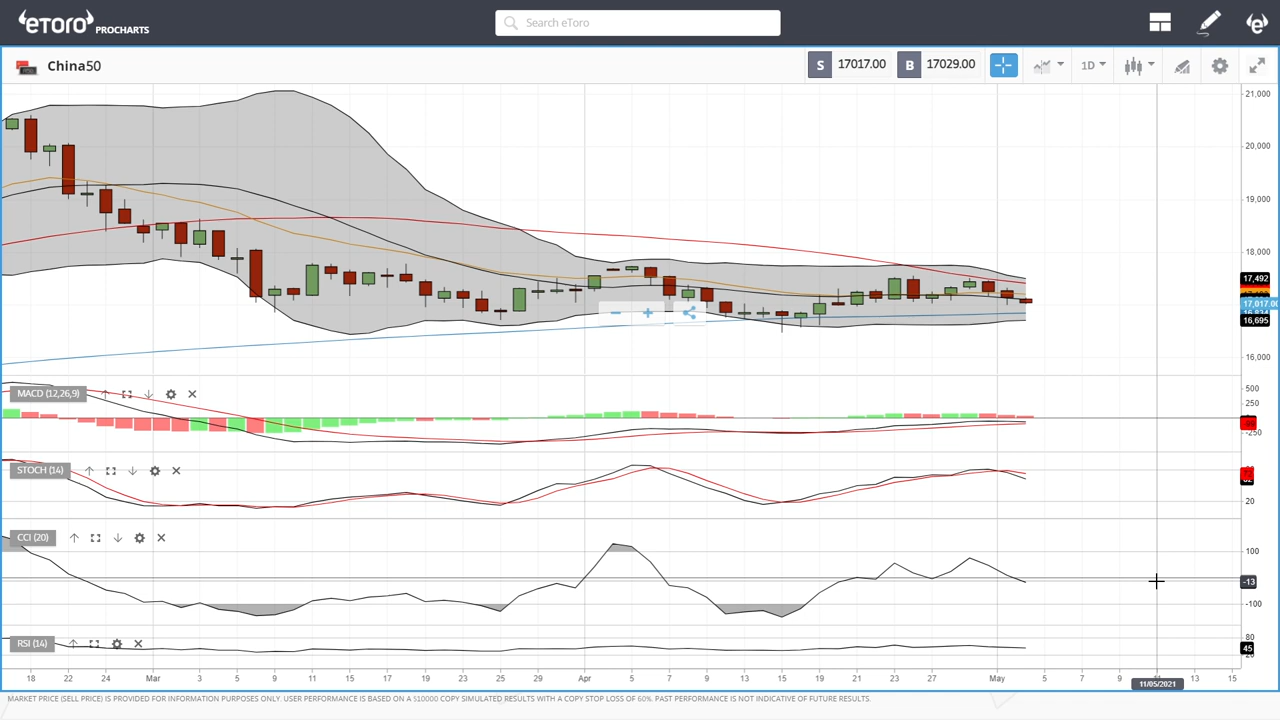 eTORO PROCHARTS
Search eToro
China50
S 17017.00 B 17029.00 1D
21,000
20,000
19,000
18,000
17,492
17,017.00
16,695
16,000
MACD (12,26,9)
500
250
-250
STOCH (14)
20
CCI (20)
100
-13
-100
RSI (14)
80
45
18 22 24 Mar 3 5 9 11 15 17 19 23 25 29 Apr 5 7 9 13 15 19 21 23 27 May 5 7 13 15
11/05/2021
MARKET PRICE (SELL PRICE) IS PROVIDED FOR INFORMATION PURPOSES ONLY. USER PERFORMANCE IS BASED ON A $10000 COPY SIMULATED RESULTS WITH A COPY STOP LOSS OF 60%. PAST PERFORMANCE IS NOT INDICATIVE OF FUTURE RESULTS.